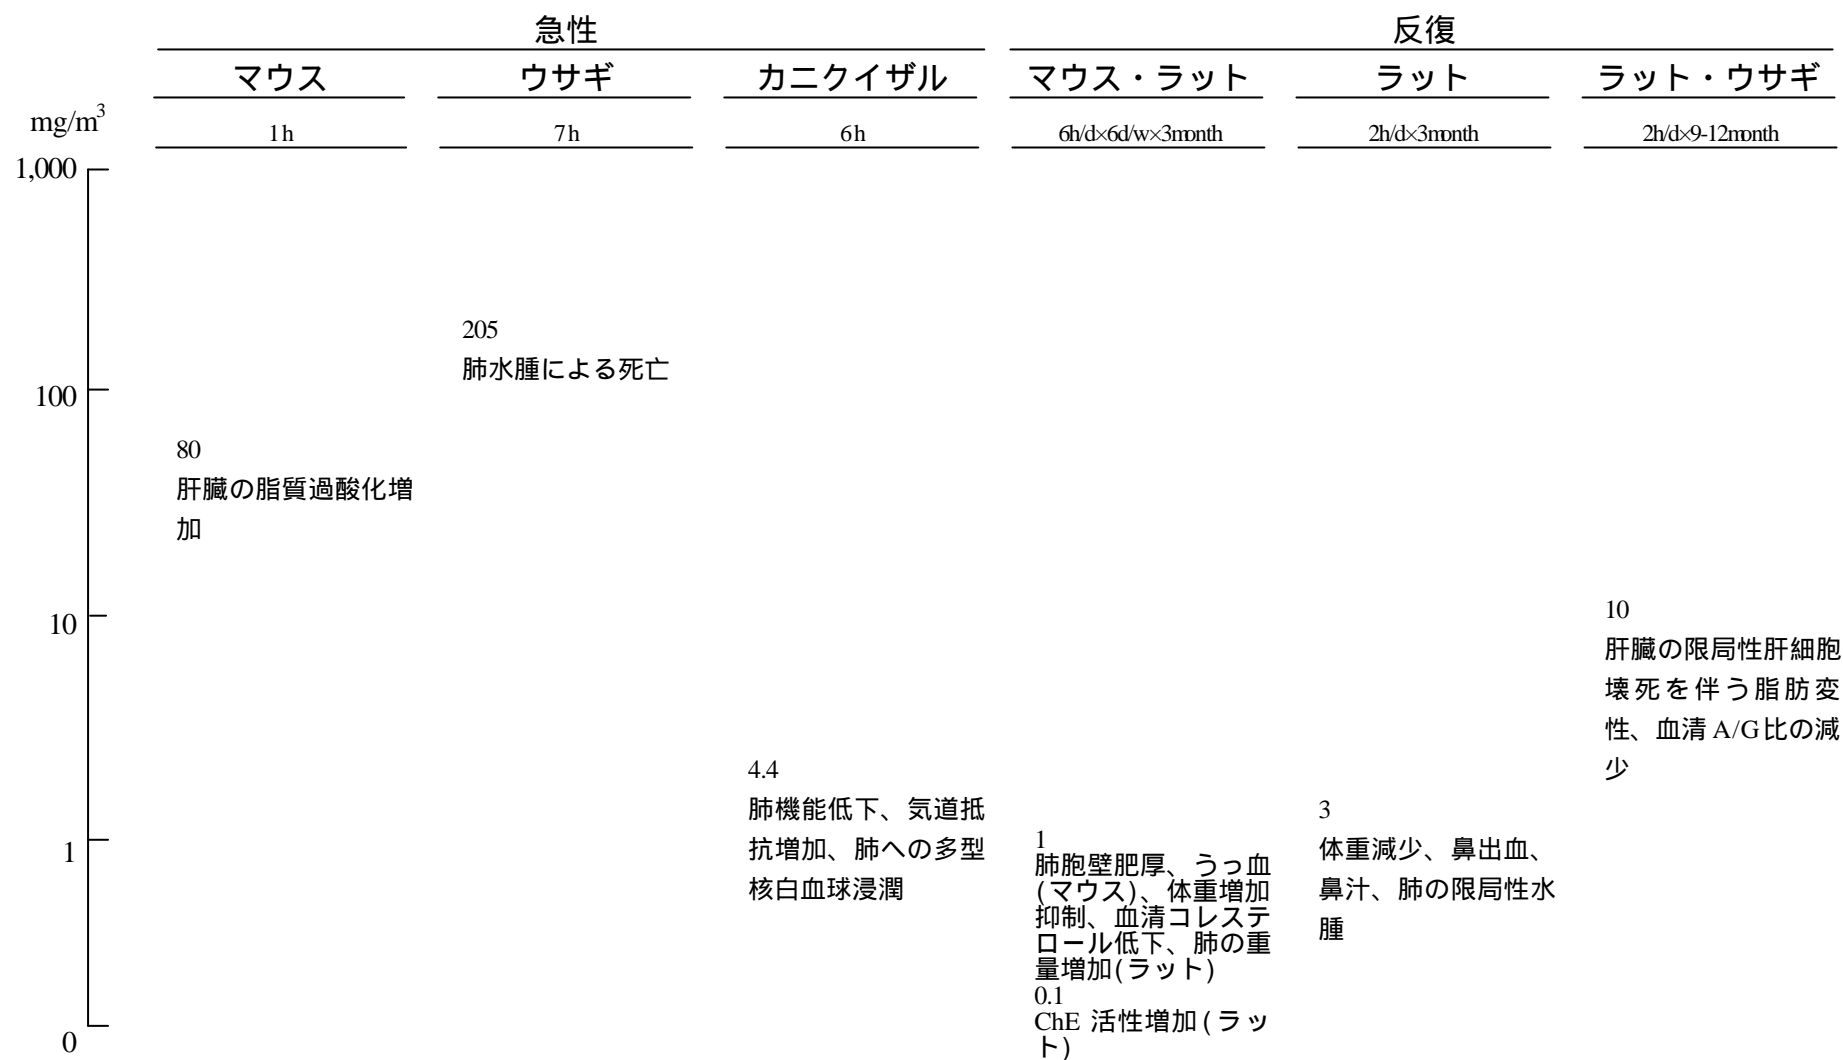 急性
反復
マウス
ウサギ
カニクイザル
マウス・ラット
ラット
ラット・ウサギ
mg/m³
1h
7h
6h
6h/d×6d/w×3month
2h/d×3month
2h/d×9-12month
1,000
100
10
1
0
80
肝臓の脂質過酸化増
加
205
肺水腫による死亡
4.4
肺機能低下、気道抵
抗増加、肺への多型
核白血球浸潤
1
肺胞壁肥厚、うっ血
(マウス)、体重増加
抑制、血清コレステ
ロール低下、肺の重
量増加(ラット)
0.1
ChE 活性増加(ラッ
ト)
3
体重減少、鼻出血、
鼻汁、肺の限局性水
腫
10
肝臓の限局性肝細胞
壊死を伴う脂肪変
性、血清 A/G比の減
少